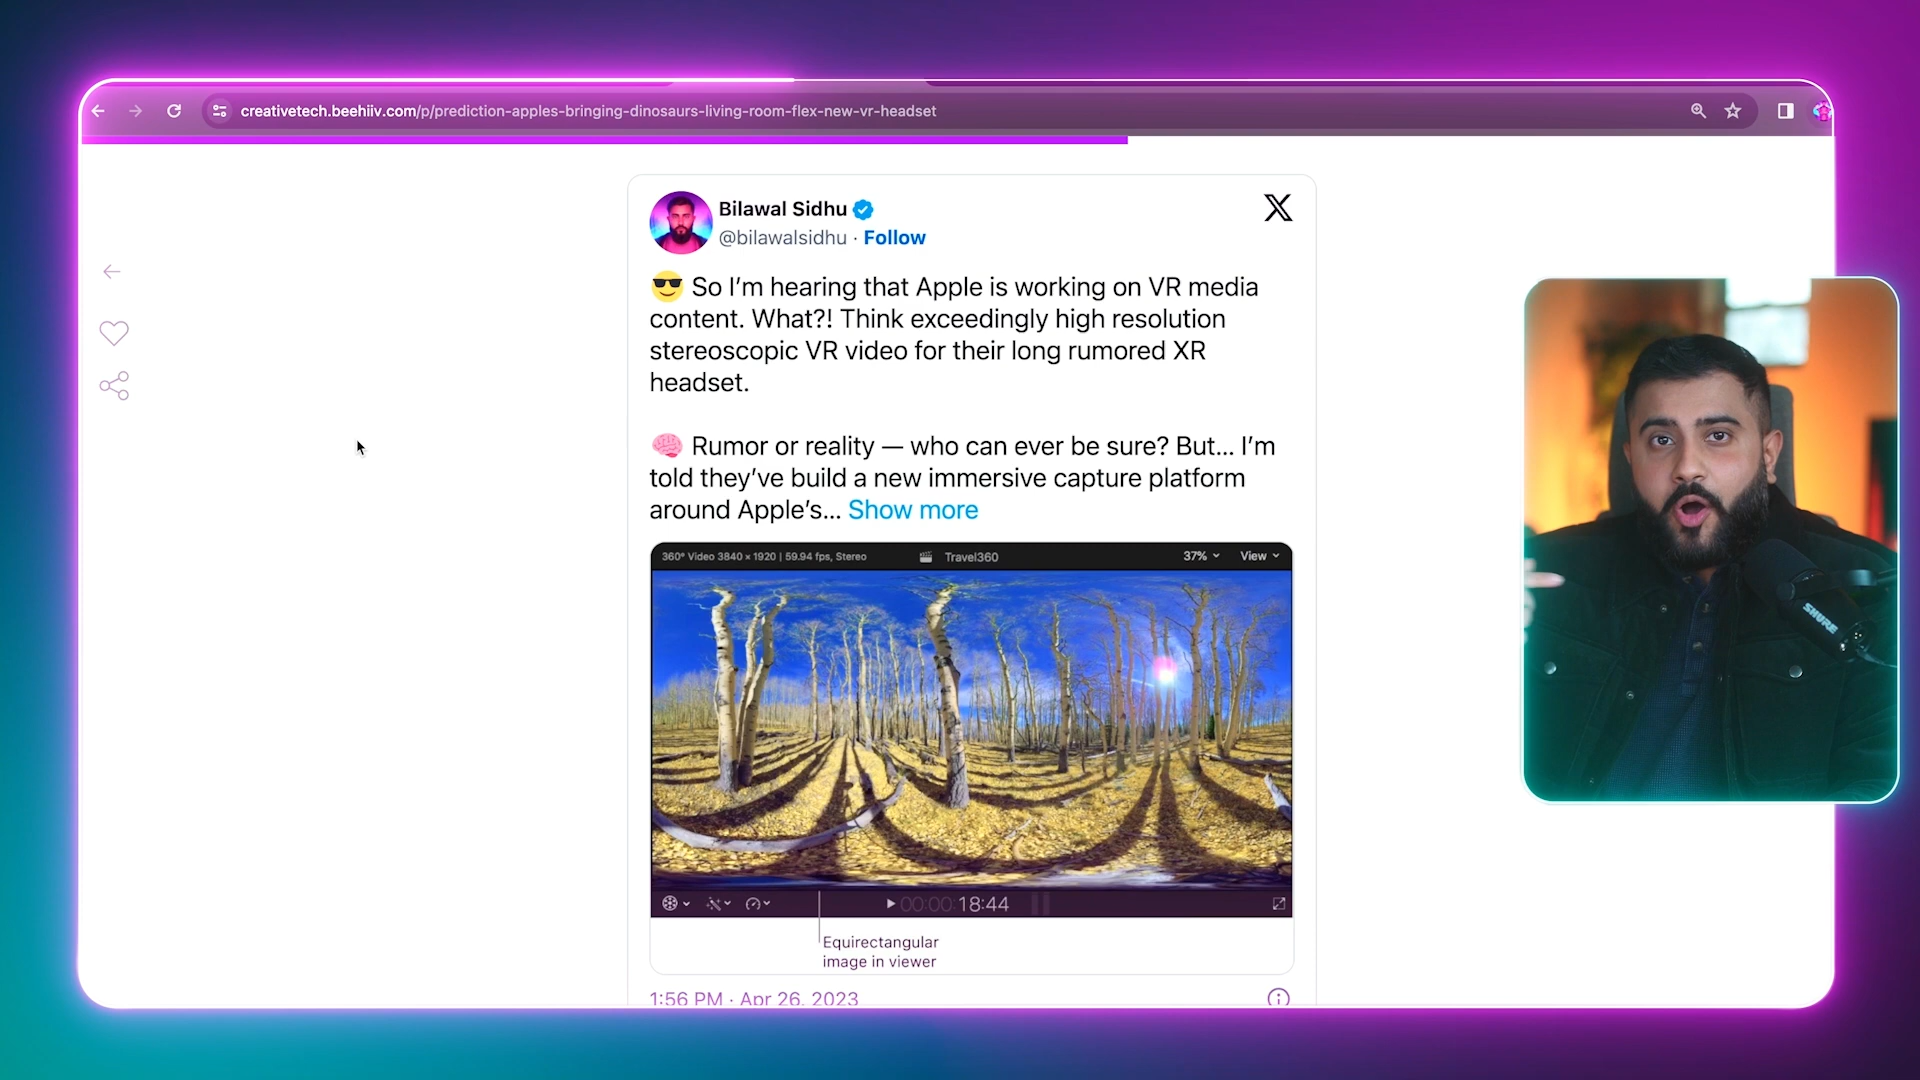 creativetech.beehiiv.com/p/prediction-apples-bringing-dinosaurs-living-room-flex-new-vr-headset
Bilawal Sidhu
@bilawalsidhu · Follow
😎 So I’m hearing that Apple is working on VR media
content. What?! Think exceedingly high resolution
stereoscopic VR video for their long rumored XR
headset.
🧠 Rumor or reality — who can ever be sure? But... I’m
told they’ve build a new immersive capture platform
around Apple’s... Show more
360° Video 3840 × 1920 | 59.94 fps, Stereo
Travel360
37%
View
00:00:18:44
Equirectangular
image in viewer
1:56 PM · Apr 26, 2023
SHURE